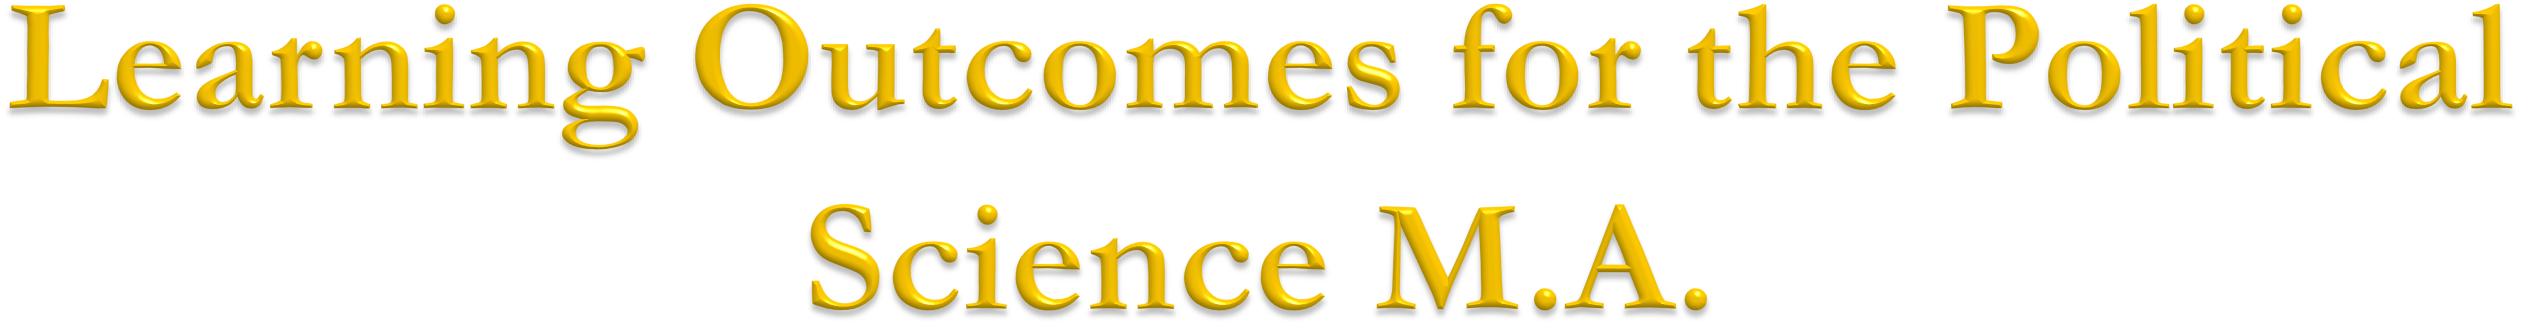 Learning Outcomes for the Political
Science M.A.